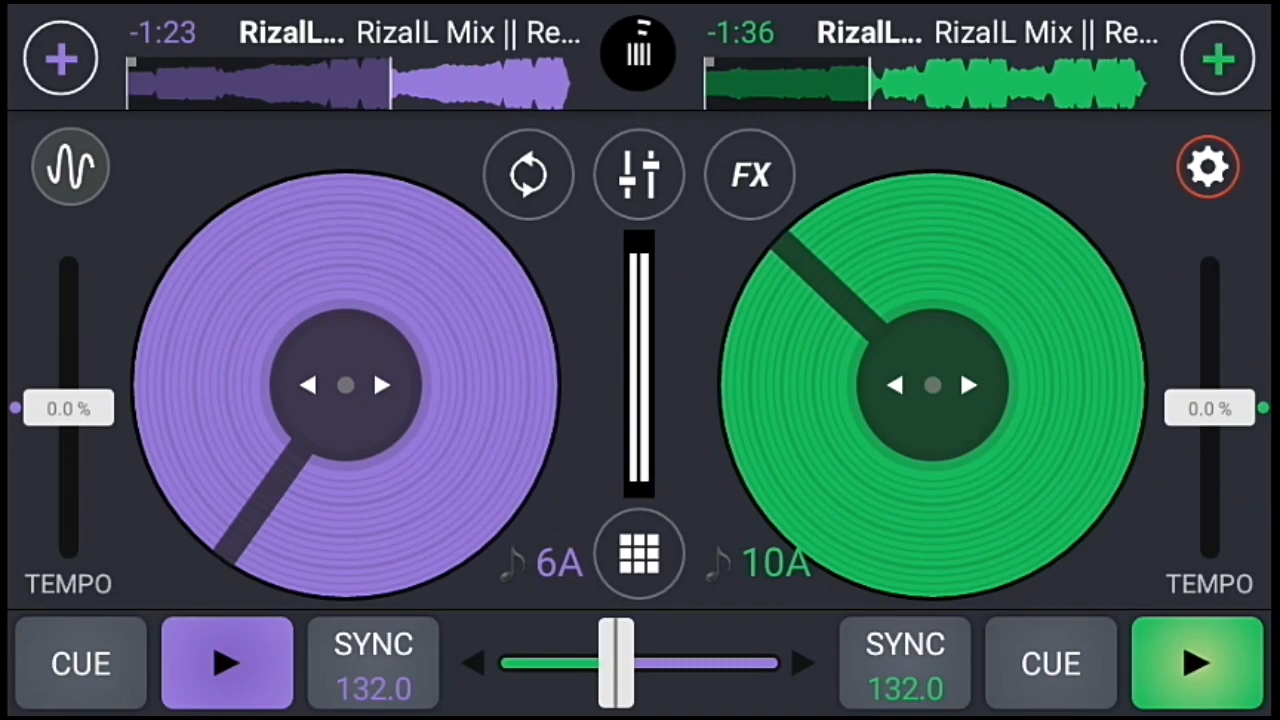 -1:23 RizalL... RizalL Mix || Re...
-1:36 RizalL... RizalL Mix || Re...
FX
0.0 %
0.0 %
6A
10A
TEMPO
TEMPO
CUE
SYNC
132.0
SYNC
132.0
CUE